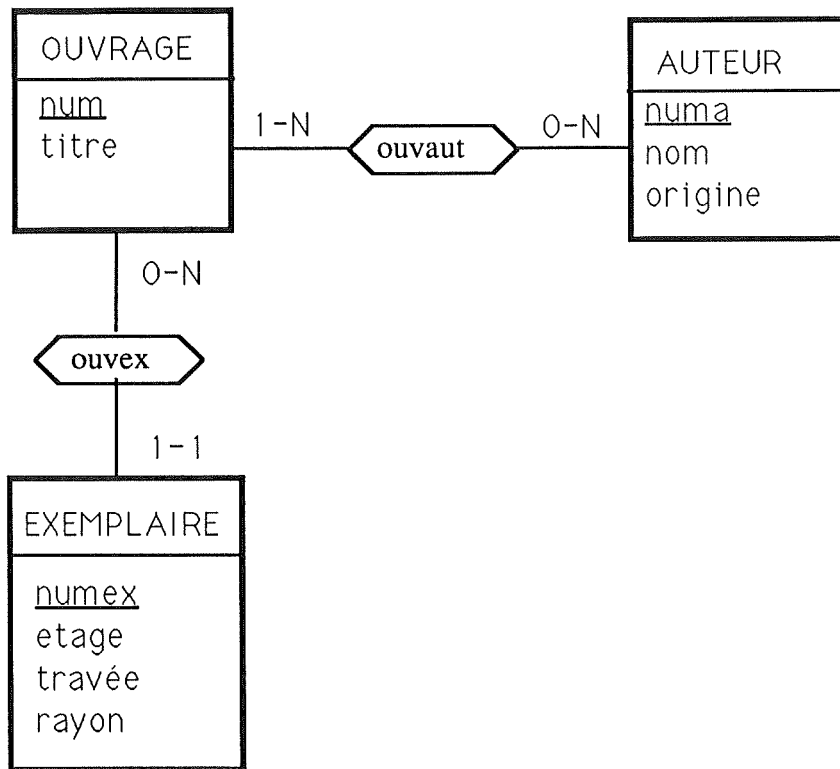 OUVRAGE
num
titre
1-N
ouvaut
0-N
AUTEUR
numa
nom
origine
0-N
ouvex
1-1
EXEMPLAIRE
numex
etage
travée
rayon